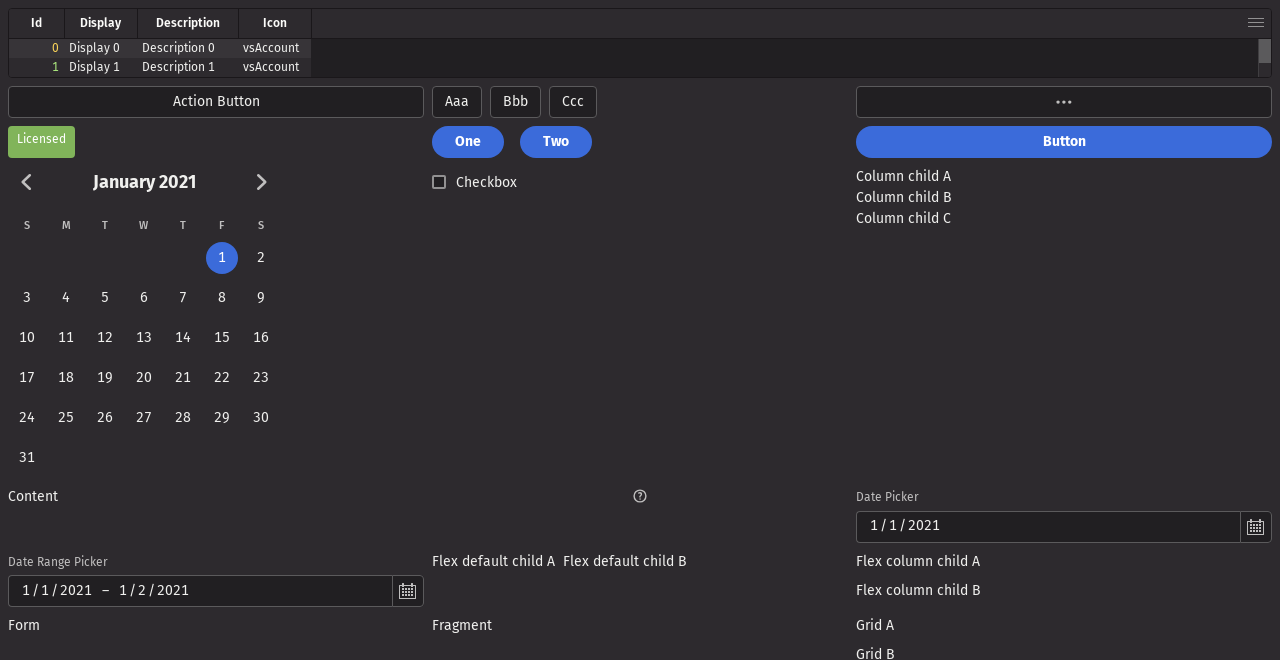 Id Display Description Icon
0 Display 0 Description 0 vsAccount
1 Display 1 Description 1 vsAccount
Action Button Aaa Bbb Ccc
Licensed One Two Button
January 2021 Checkbox Column child A
Column child B
Column child C
S M T W T F S
1 2
3 4 5 6 7 8 9
10 11 12 13 14 15 16
17 18 19 20 21 22 23
24 25 26 27 28 29 30
31
Content Date Picker
1 / 1 / 2021
Date Range Picker Flex default child A Flex default child B Flex column child A
1 / 1 / 2021 – 1 / 2 / 2021 Flex column child B
Form Fragment Grid A
Grid B